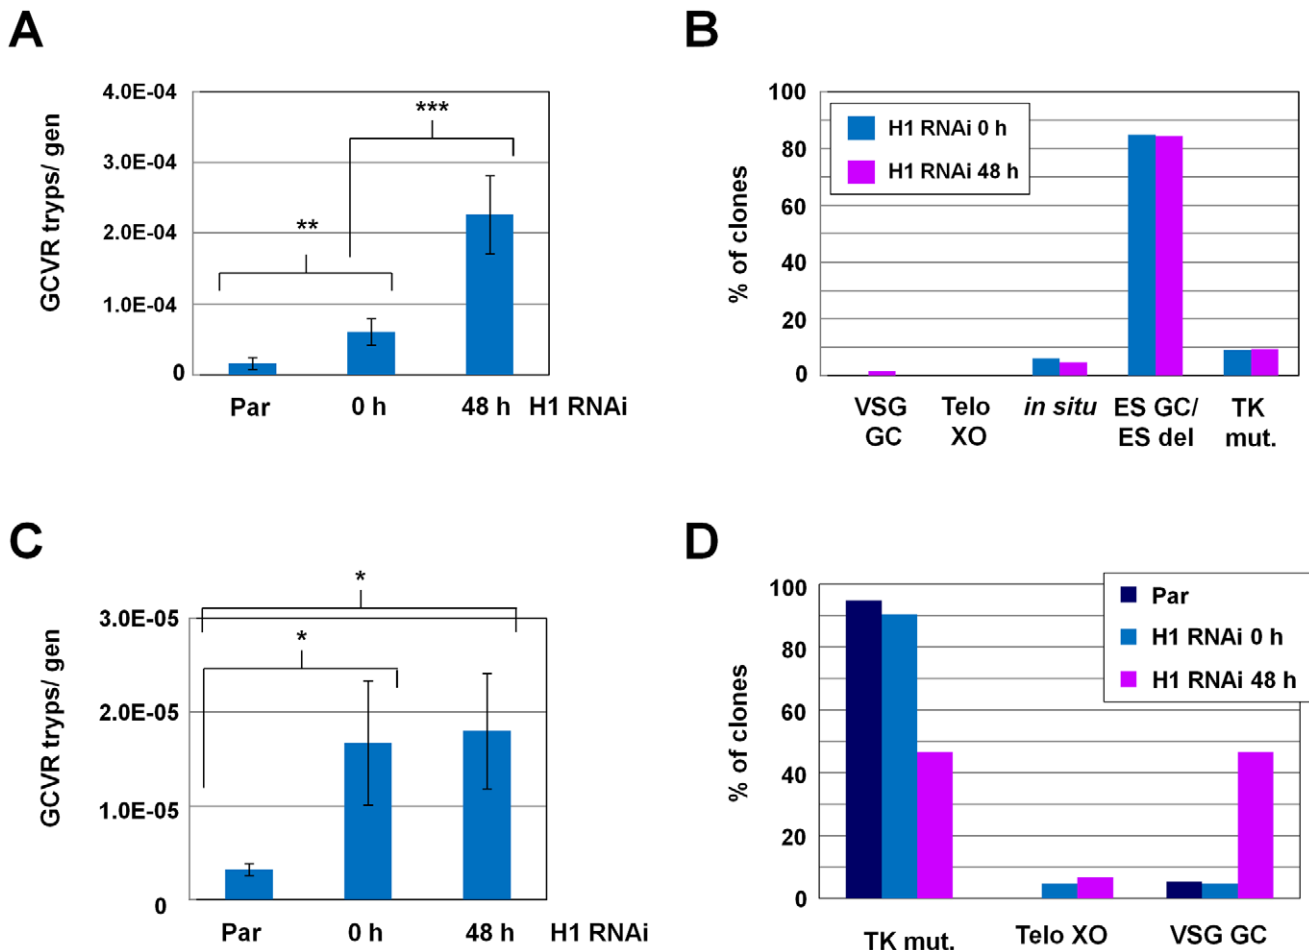 A
GCVR tryps/ gen
4.0E-04
3.0E-04
2.0E-04
1.0E-04
0
**
***
Par
0 h
48 h
H1 RNAi
B
% of clones
100
80
60
40
20
0
H1 RNAi 0 h
H1 RNAi 48 h
VSG
GC
Telo
XO
in situ
ES GC/
ES del
TK
mut.
C
GCVR tryps/ gen
3.0E-05
2.0E-05
1.0E-05
0
*
*
Par
0 h
48 h
H1 RNAi
D
% of clones
100
80
60
40
20
0
Par
H1 RNAi 0 h
H1 RNAi 48 h
TK mut.
Telo XO
VSG GC